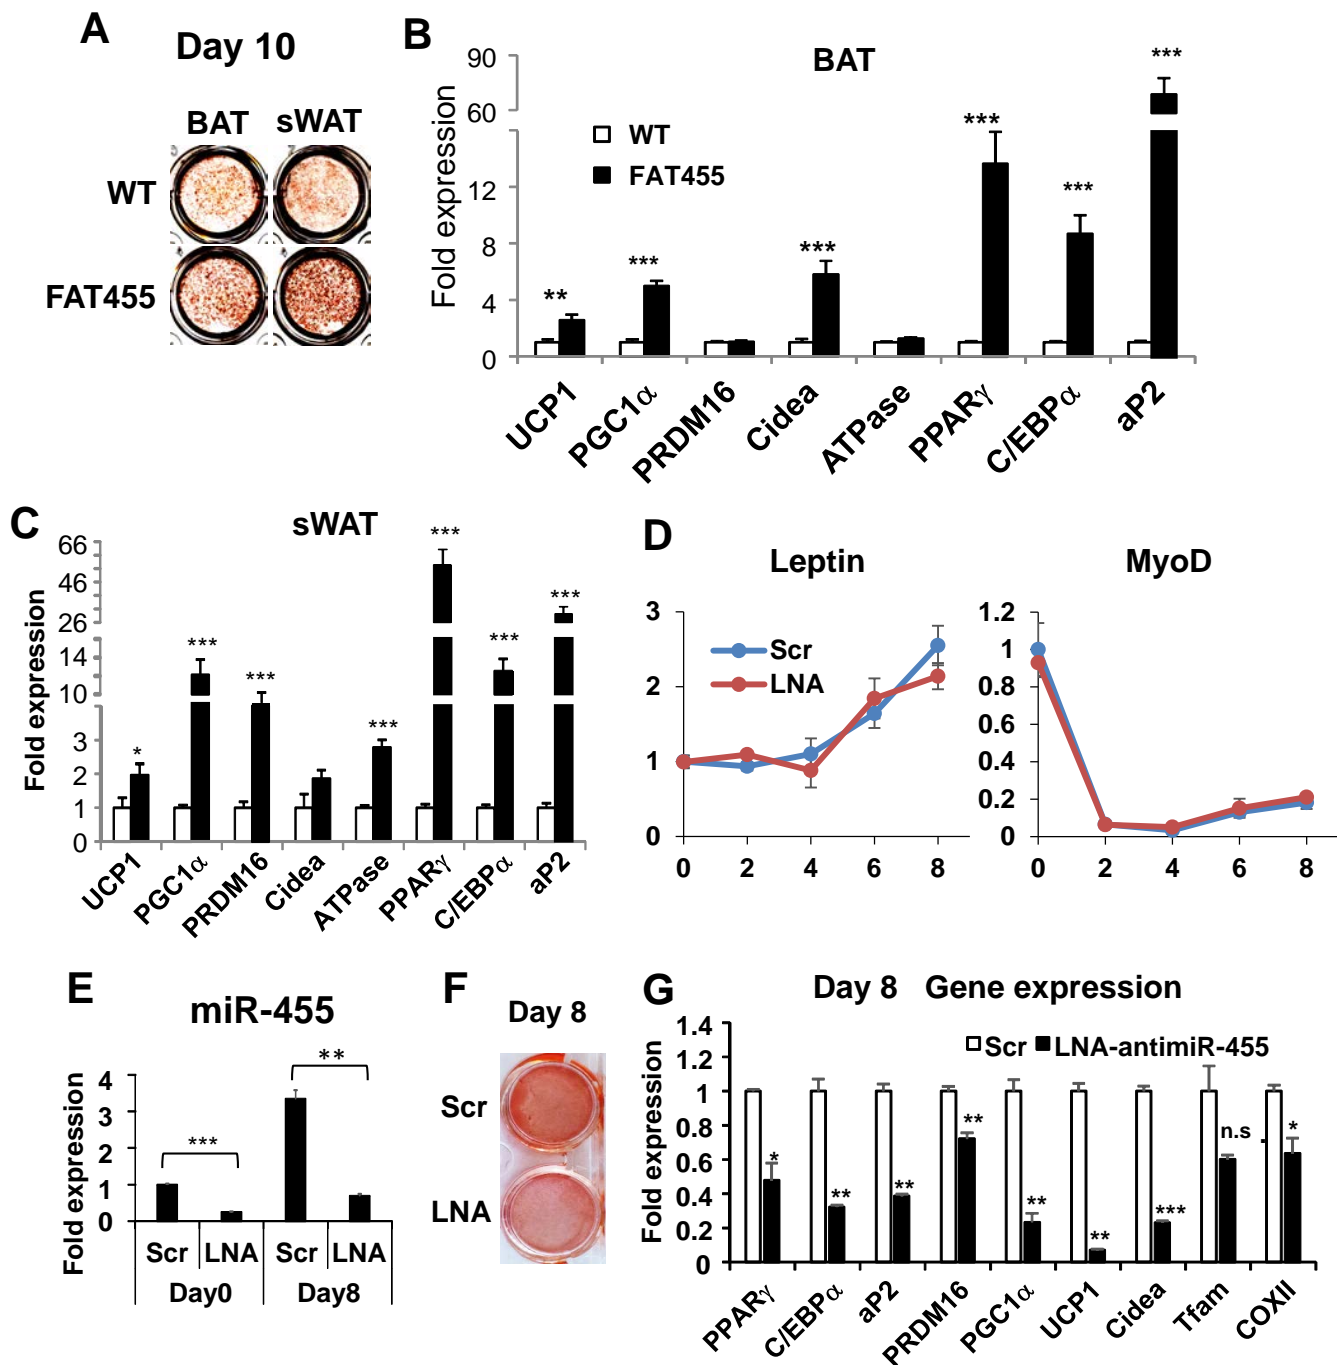 A
Day 10
BAT sWAT
WT
FAT455
B
BAT
WT
FAT455
Fold expression
90
60
12
8
4
0
**
***
***
***
***
***
UCP1
PGC1α
PRDM16
Cidea
ATPase
PPARγ
C/EBPα
aP2
C
sWAT
Fold expression
66
46
26
14
10
3
2
1
0
*
***
***
***
***
***
***
UCP1
PGC1α
PRDM16
Cidea
ATPase
PPARγ
C/EBPα
aP2
D
Leptin
Scr
LNA
3
2
1
0
0 2 4 6 8
MyoD
1.2
1
0.8
0.6
0.4
0.2
0
0 2 4 6 8
E
miR-455
Fold expression
4
3
2
1
0
***
**
Scr LNA Scr LNA
Day0 Day8
F
Day 8
Scr
LNA
G
Day 8 Gene expression
Scr LNA-antimiR-455
Fold expression
1.4
1.2
1
0.8
0.6
0.4
0.2
0
*
**
**
**
**
**
***
n.s
*
PPARγ
C/EBPα
aP2
PRDM16
PGC1α
UCP1
Cidea
Tfam
COXII